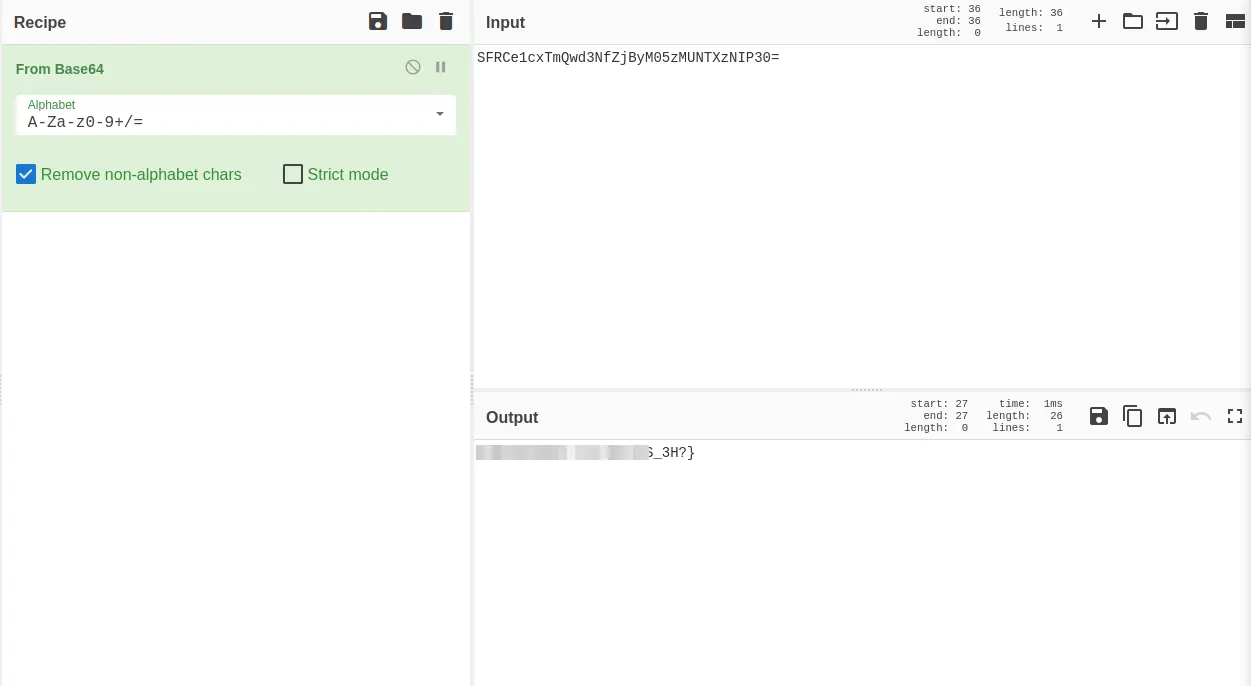 Recipe
From Base64
Alphabet
A-Za-z0-9+/=
Remove non-alphabet chars Strict mode
Input
start: 36
end: 36
length: 0
length: 36
lines: 1
SFRCe1cxTmQwd3NfZjByM05zMUNTXzNIP30=
Output
start: 27
end: 27
length: 0
time: 1ms
length: 26
lines: 1
S_3H?}